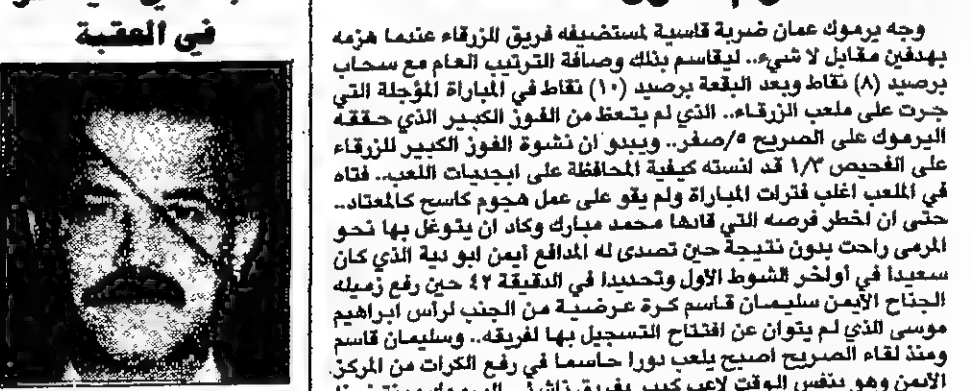 في العقبة
وجه يرموك عمان ضربة قاسية لمستضيفه فريق الزرقاء عندما هزمه
بهدفين مقابل لا شيء.. ليقاسم بذلك وصافة الترتيب العام مع سحاب
برصيد (٨) نقاط وبعد البقعة برصيد (١٠) نقاط في المباراة المؤجلة التي
جرت على ملعب الزرقاء.. الذي لم يتعظ من الفوز الكبير الذي حققه
اليرموك على الصريح ٥/صفر.. ويبدو ان نشوة الفوز الكبير للزرقاء
على الفحيص ١/٣ قد انسته كيفية المحافظة على ابجديات اللعب.. فتاه
في الملعب اغلب فترات المباراة ولم يقو على عمل هجوم كاسح كالمعتاد..
حتى ان اخطر فرصه التي قادها محمد مبارك وكاد ان يتوغل بها نحو
المرمى راحت بدون نتيجة حين تصدى له المدافع أيمن ابو دية الذي كان
سعيدا في أواخر الشوط الاول وتحديدا في الدقيقة ٤٢ حين رفع زميله
الجناح الأيمن سليمان قاسم كرة عرضية من الجنب لرأس ابراهيم
موسى الذي لم يتوان عن افتتاح التسجيل بها لفريقه.. وسليمان قاسم
ومنذ لقاء الصريح اصبح يلعب دورا حاسما في رفع الكرات من المركز
الأيمن وهو بنفس الوقت لاعب كبير بفريق